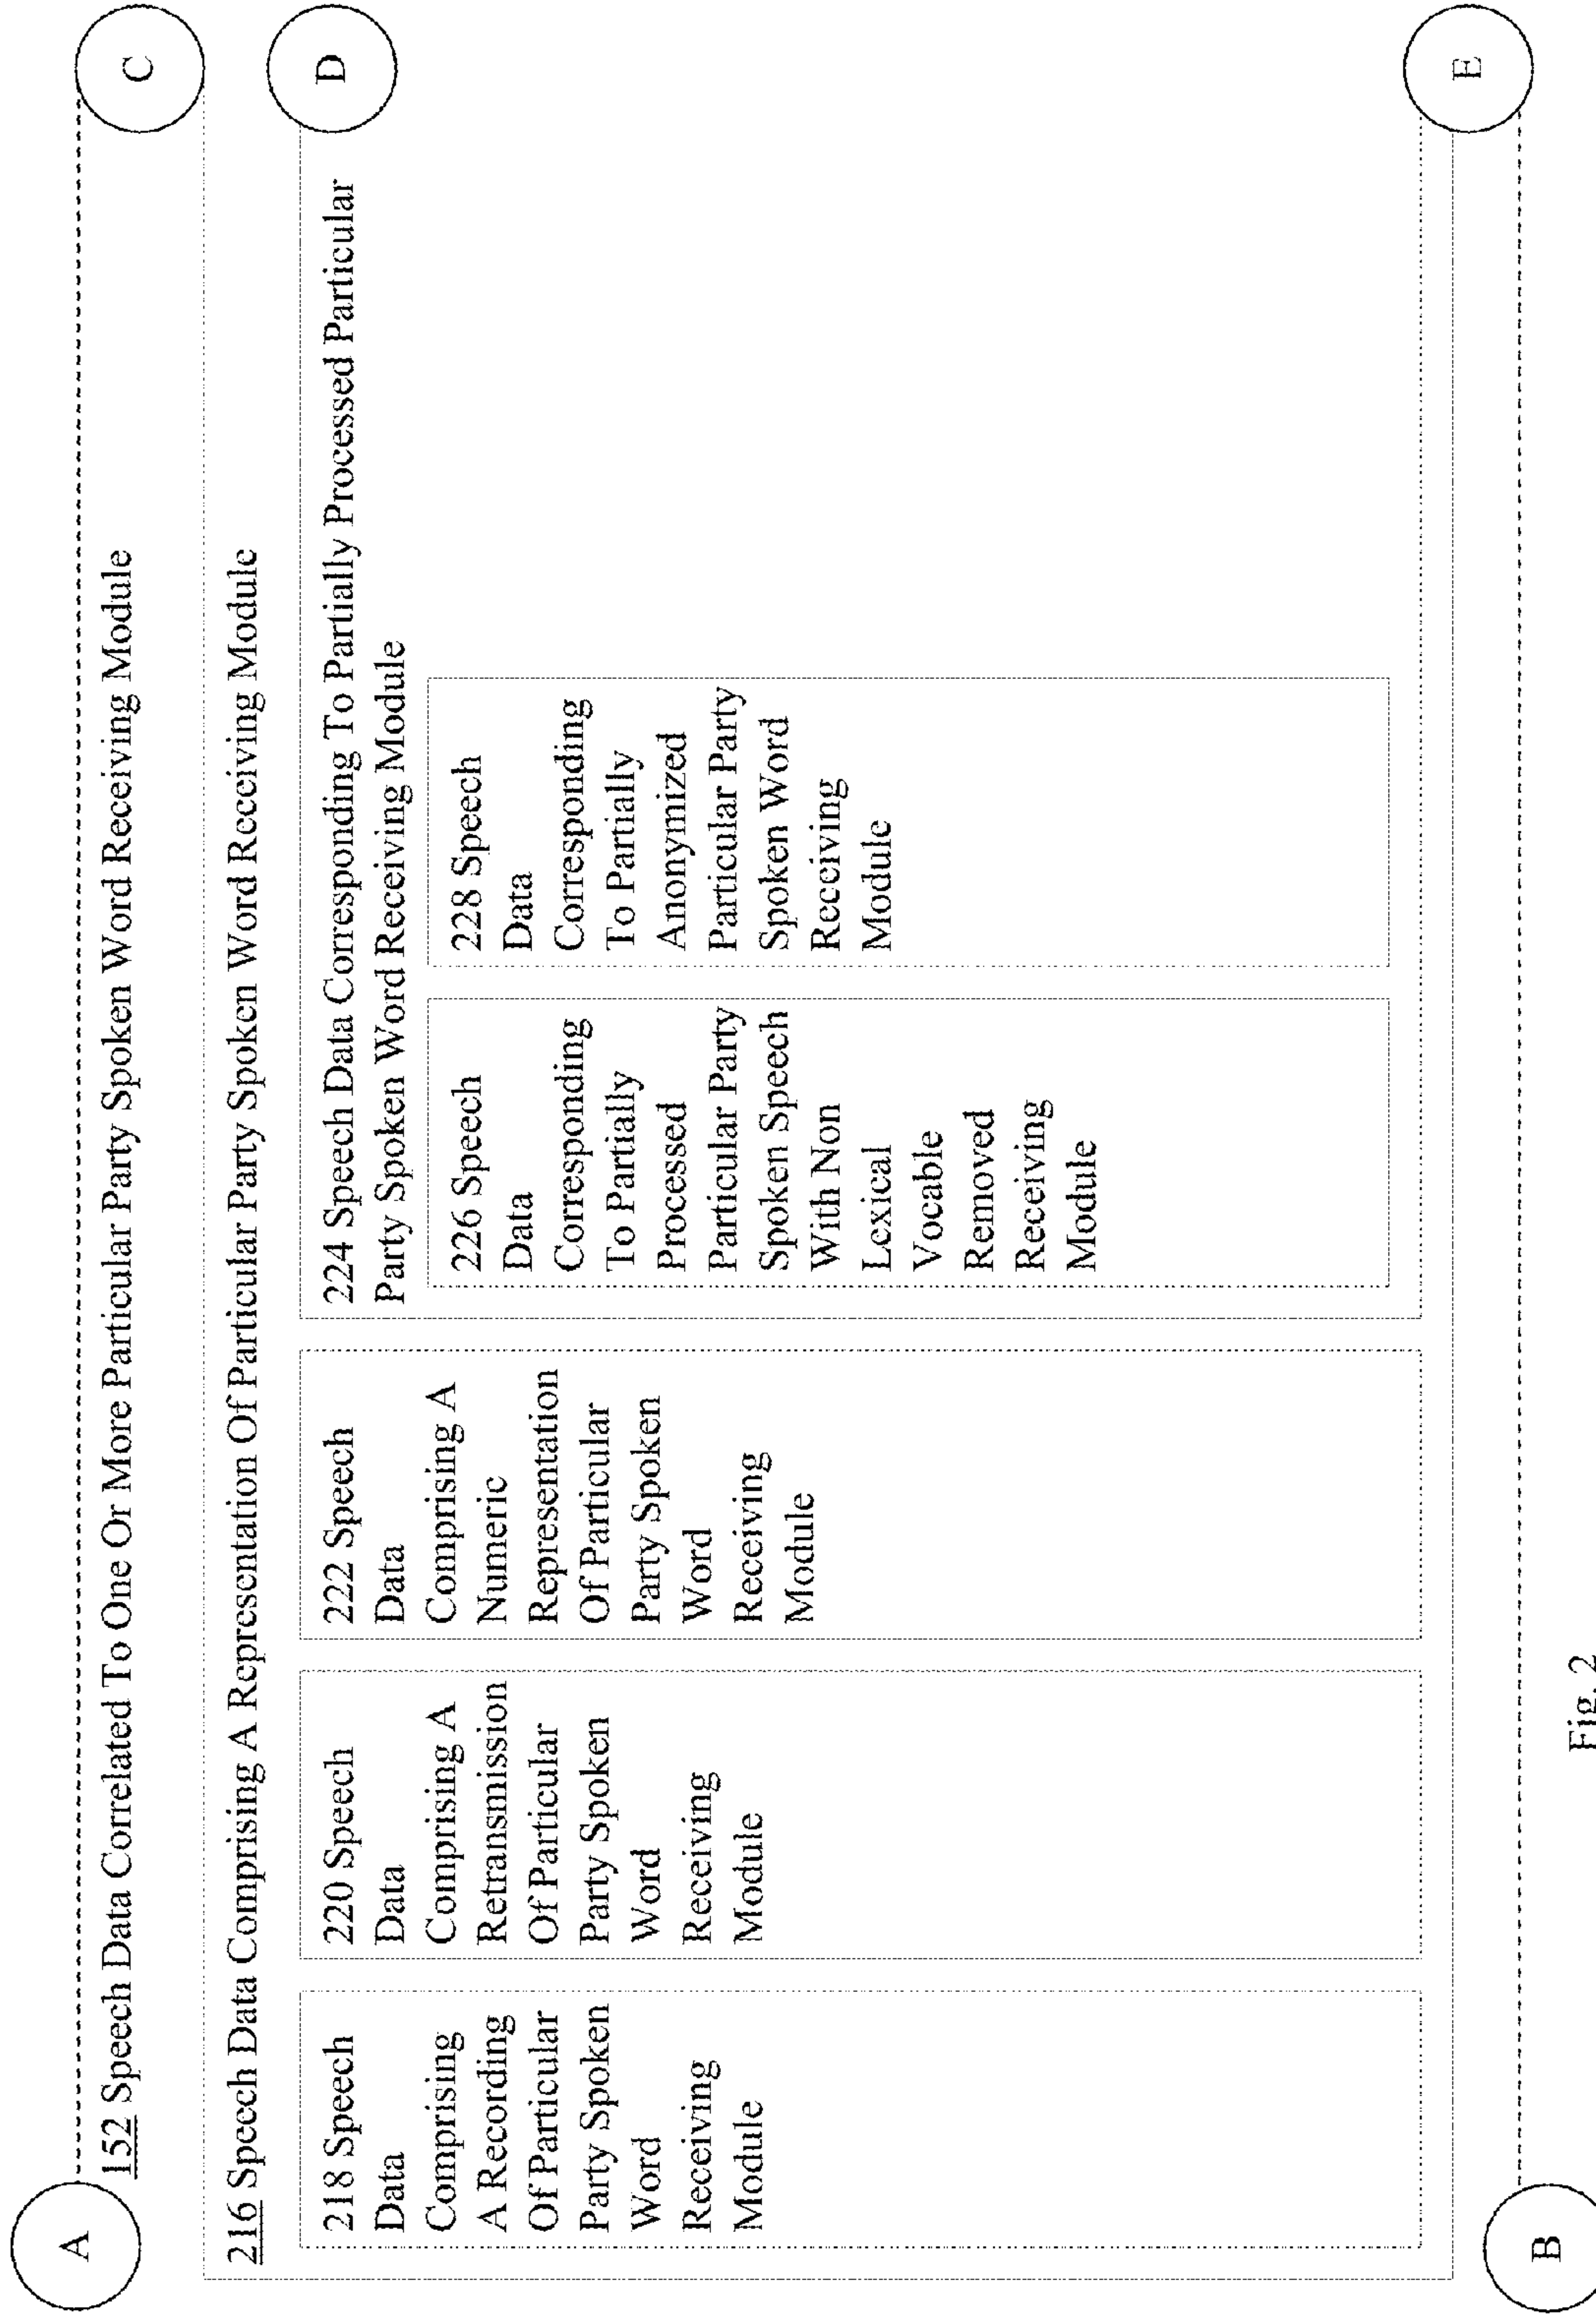 A
C
152 Speech Data Correlated To One Or More Particular Party Spoken Word Receiving Module
216 Speech Data Comprising A Representation Of Particular Party Spoken Word Receiving Module
D
218 Speech
Data
Comprising
A Recording
Of Particular
Party Spoken
Word
Receiving
Module
220 Speech
Data
Comprising A
Retransmission
Of Particular
Party Spoken
Word
Receiving
Module
222 Speech
Data
Comprising A
Numeric
Representation
Of Particular
Party Spoken
Word
Receiving
Module
224 Speech Data Corresponding To Partially Processed Particular
Party Spoken Word Receiving Module
226 Speech
Data
Corresponding
To Partially
Processed
Particular Party
Spoken Speech
With Non
Lexical
Vocable
Removed
Receiving
Module
228 Speech
Data
Corresponding
To Partially
Anonymized
Particular Party
Spoken Word
Receiving
Module
B
E
Fig. 2